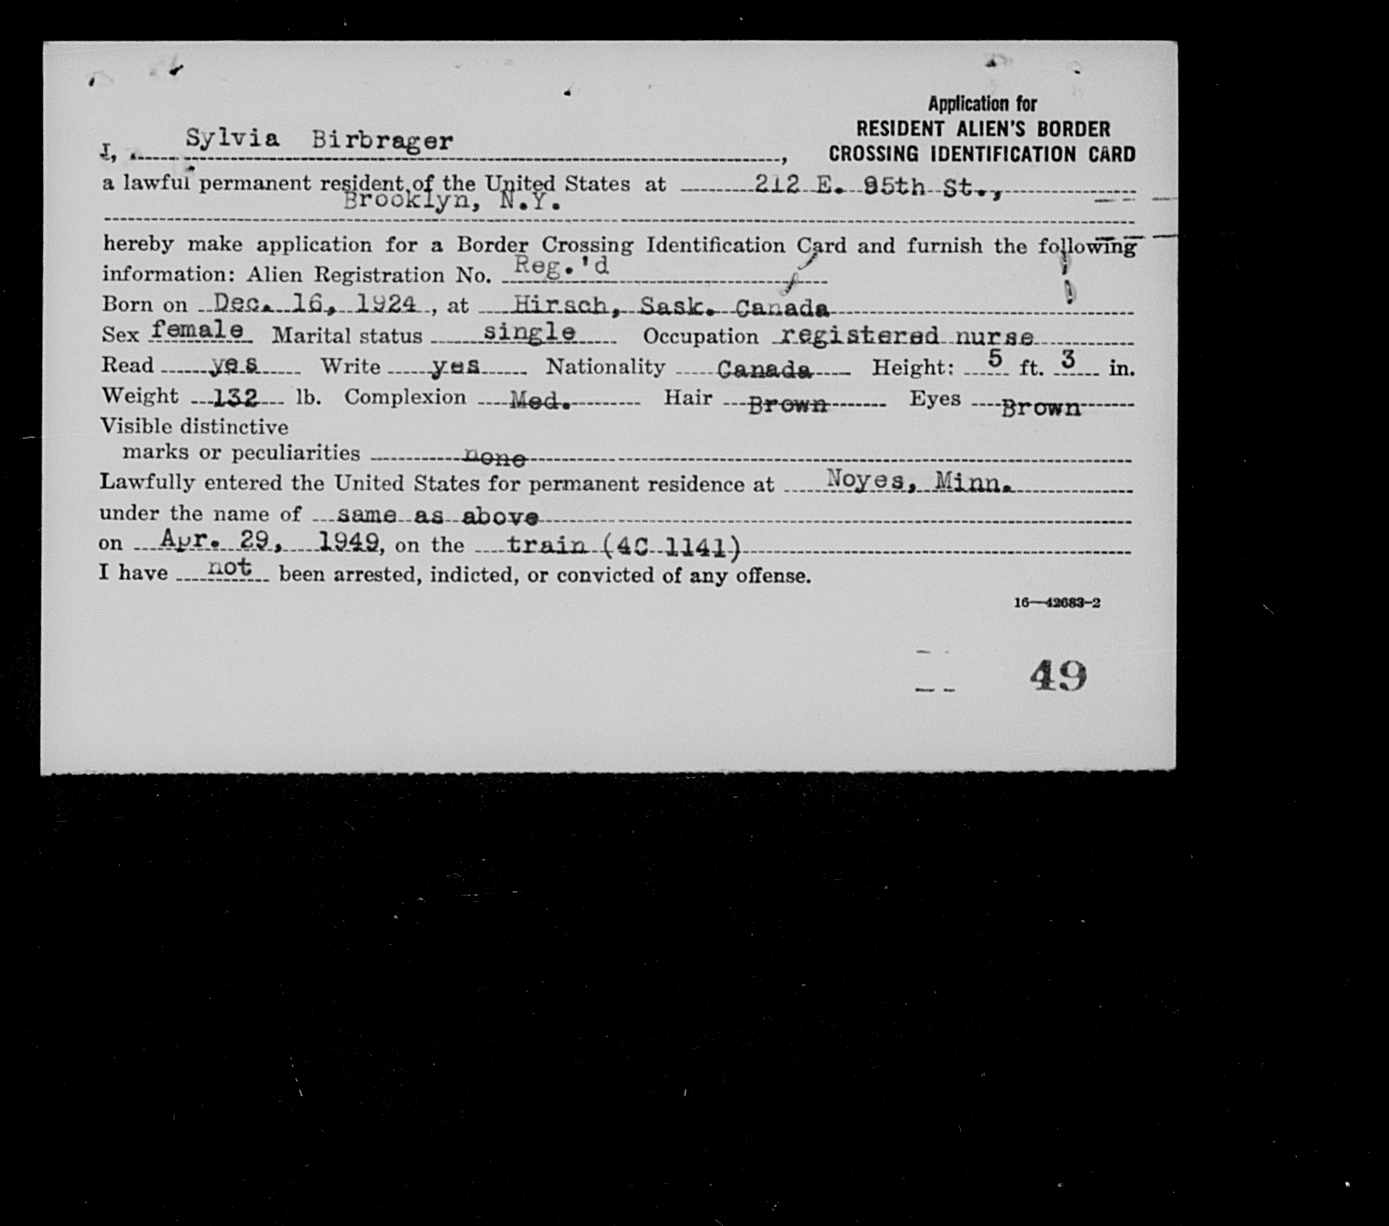 Application for
RESIDENT ALIEN'S BORDER
CROSSING IDENTIFICATION CARD
I, Sylvia Birbrager,
a lawful permanent resident of the United States at 212 E. 95th St.,
Brooklyn, N.Y.
hereby make application for a Border Crossing Identification Card and furnish the following
information: Alien Registration No. Reg.'d
Born on Dec. 16, 1924, at Hirsch, Sask. Canada
Sex female Marital status single Occupation registered nurse
Read yes Write yes Nationality Canada Height: 5 ft. 3 in.
Weight 132 lb. Complexion Med. Hair Brown Eyes Brown
Visible distinctive
marks or peculiarities none
Lawfully entered the United States for permanent residence at Noyes, Minn.
under the name of same as above
on Apr. 29, 1949, on the train (4C 1141)
I have not been arrested, indicted, or convicted of any offense.
16—42683-2
49